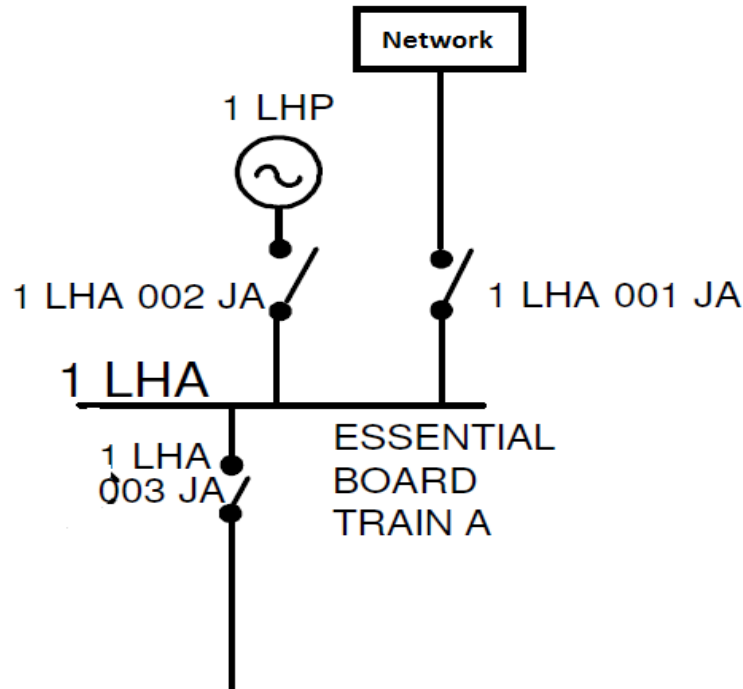 Network
1 LHP
1 LHA 002 JA
1 LHA 001 JA
1 LHA
1 LHA
003 JA
ESSENTIAL
BOARD
TRAIN A